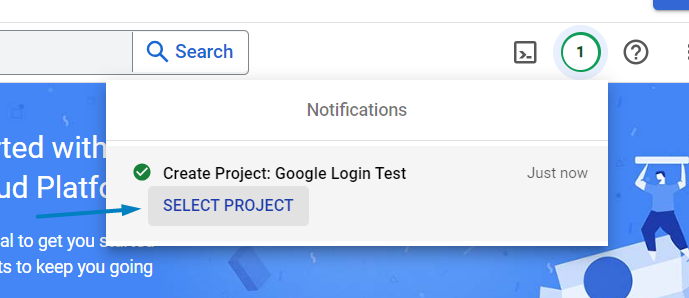 Search
1
Notifications
rted with
Create Project: Google Login Test
Just now
ud Platfo
SELECT PROJECT
al to get you started
ts to keep you going